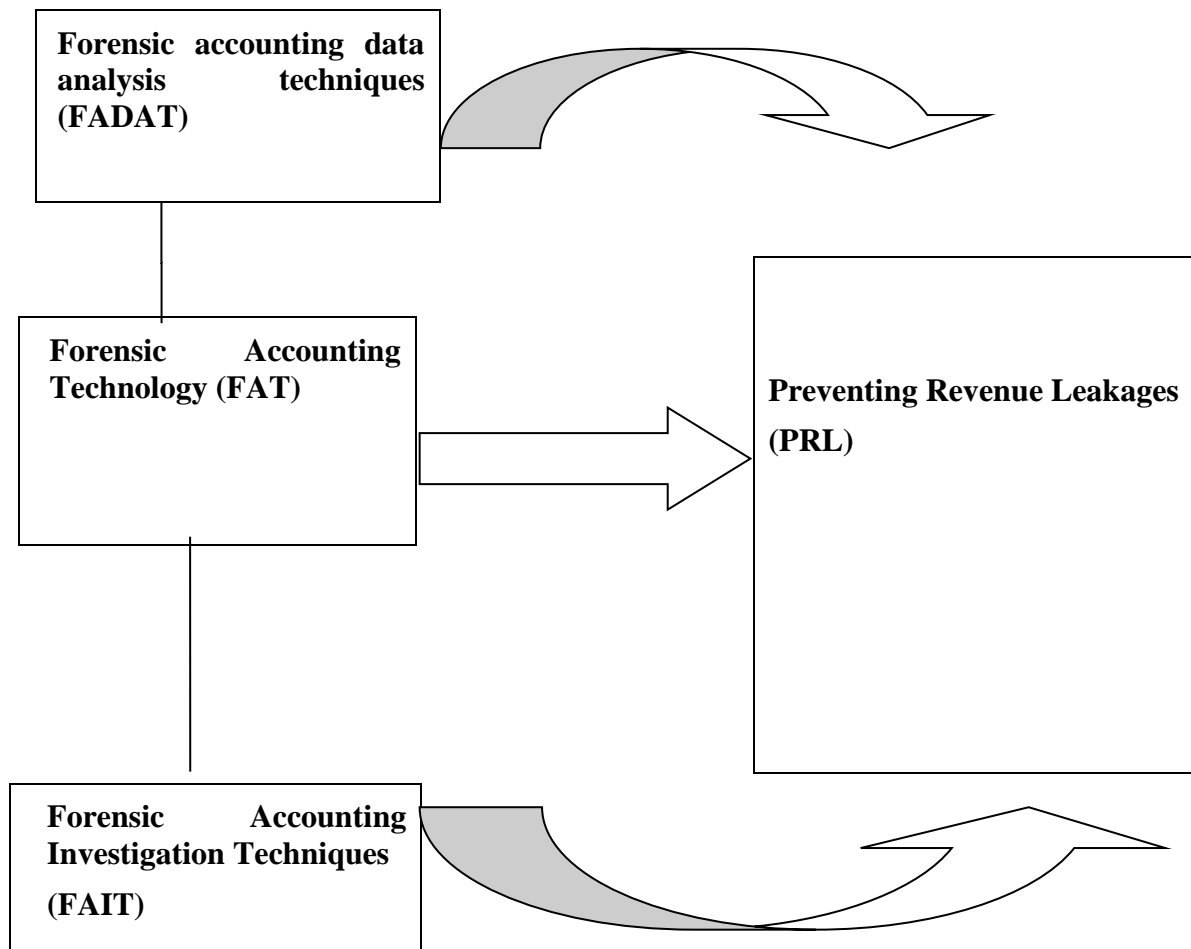 Forensic accounting data
analysis techniques
(FADAT)
Forensic Accounting
Technology (FAT)
Preventing Revenue Leakages
(PRL)
Forensic Accounting
Investigation Techniques
(FAIT)